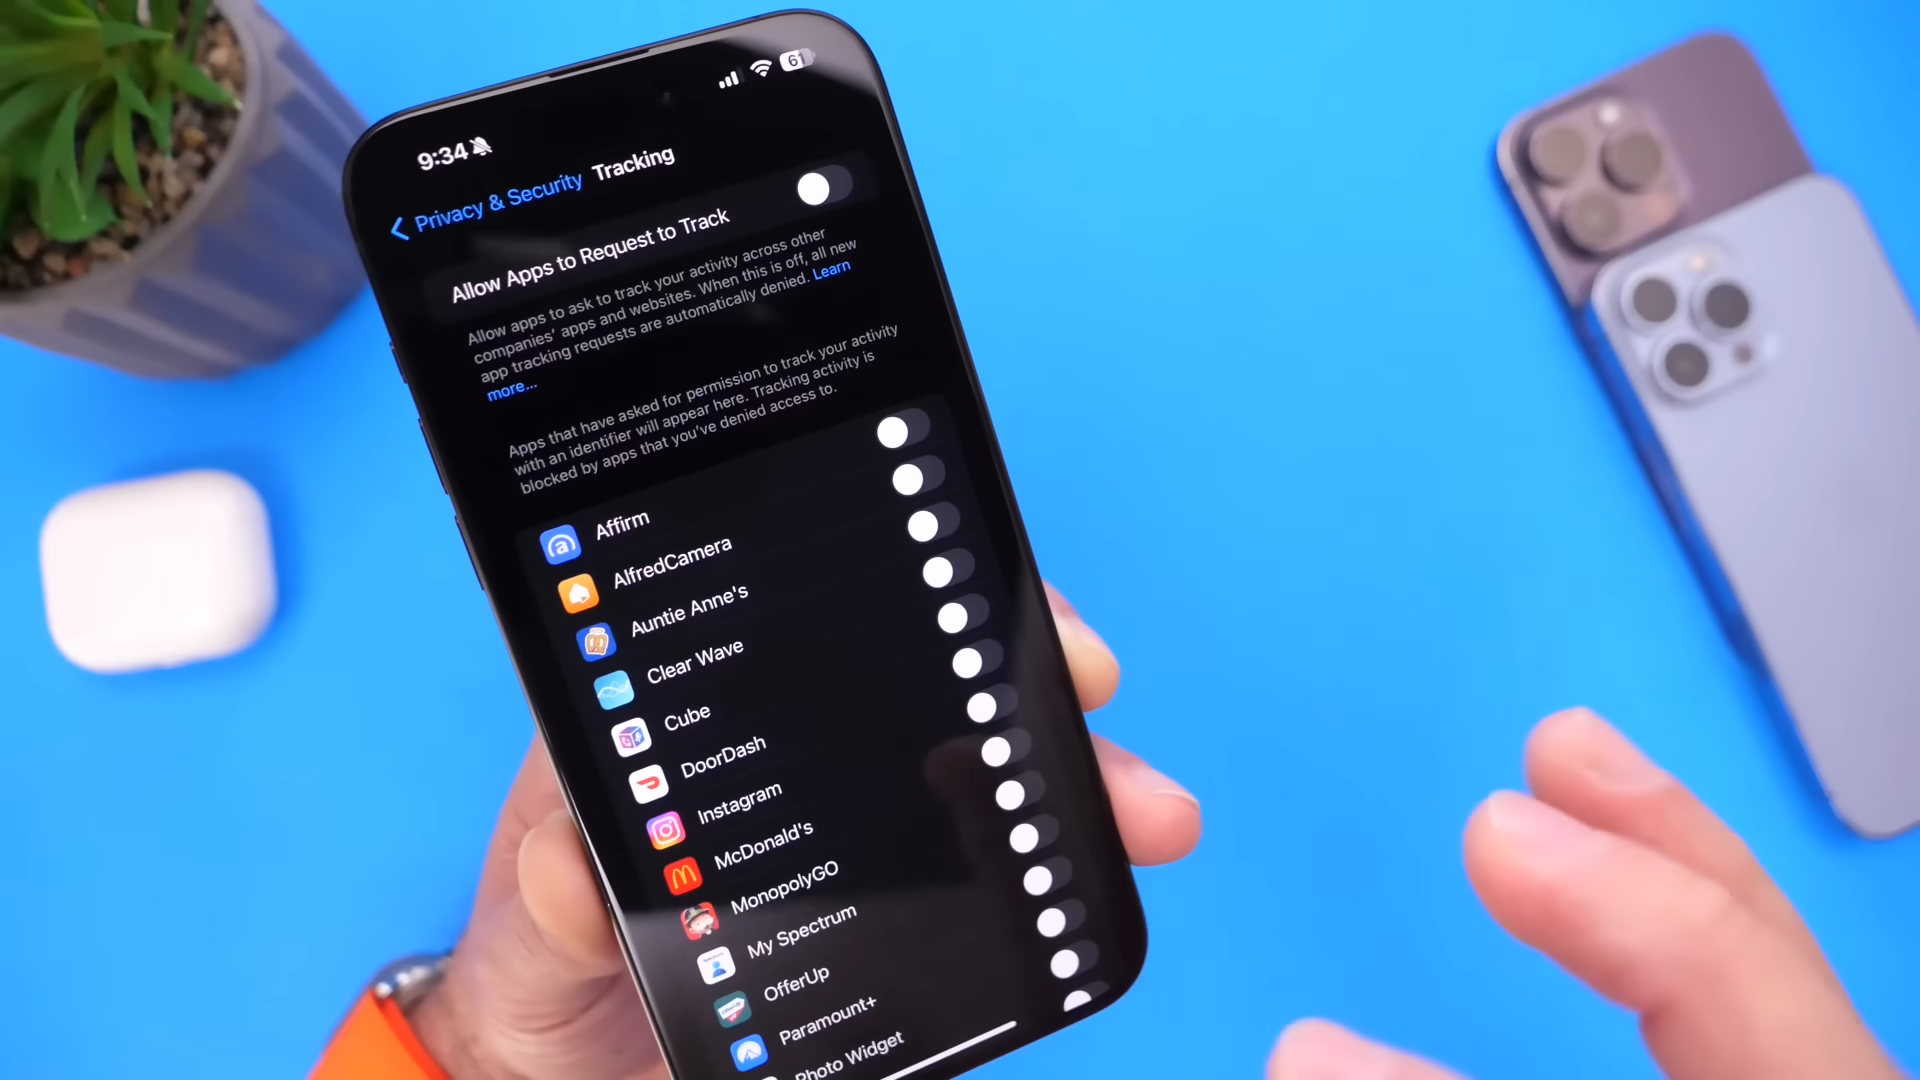 9:34
61
Privacy & Security
Tracking
Allow Apps to Request to Track
Allow apps to ask to track your activity across other
companies' apps and websites. When this is off, all new
app tracking requests are automatically denied. Learn
more...
Apps that have asked for permission to track your activity
with an identifier will appear here. Tracking activity is
blocked by apps that you've denied access to.
Affirm
AlfredCamera
Auntie Anne's
Clear Wave
Cube
DoorDash
Instagram
McDonald's
MonopolyGO
My Spectrum
OfferUp
Paramount+
Photo Widget